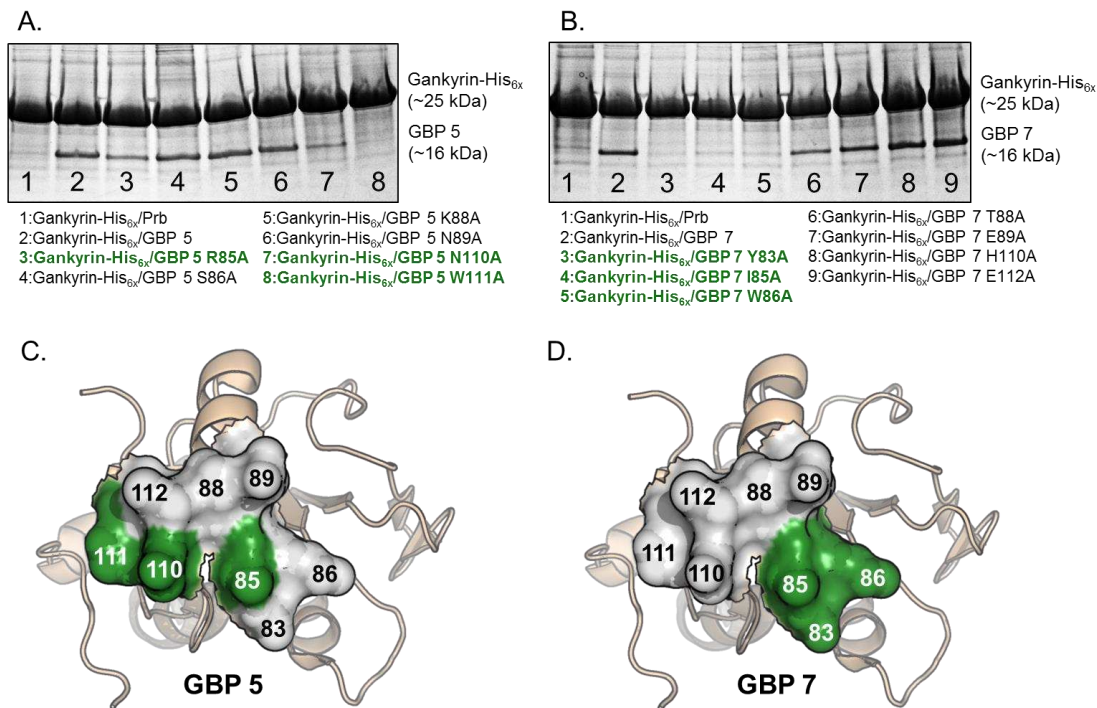 A.
B.
Gankyrin-His6x
(~25 kDa)
GBP 5
(~16 kDa)
1 2 3 4 5 6 7 8
Gankyrin-His6x
(~25 kDa)
GBP 7
(~16 kDa)
1 2 3 4 5 6 7 8 9
1:Gankyrin-His6x/Prb
2:Gankyrin-His6x/GBP 5
3:Gankyrin-His6x/GBP 5 R85A
4:Gankyrin-His6x/GBP 5 S86A
5:Gankyrin-His6x/GBP 5 K88A
6:Gankyrin-His6x/GBP 5 N89A
7:Gankyrin-His6x/GBP 5 N110A
8:Gankyrin-His6x/GBP 5 W111A
1:Gankyrin-His6x/Prb
2:Gankyrin-His6x/GBP 7
3:Gankyrin-His6x/GBP 7 Y83A
4:Gankyrin-His6x/GBP 7 I85A
5:Gankyrin-His6x/GBP 7 W86A
6:Gankyrin-His6x/GBP 7 T88A
7:Gankyrin-His6x/GBP 7 E89A
8:Gankyrin-His6x/GBP 7 H110A
9:Gankyrin-His6x/GBP 7 E112A
C.
112 88 89
111 110 85 86
83
GBP 5
D.
112 88 89
111 110 85 86
83
GBP 7